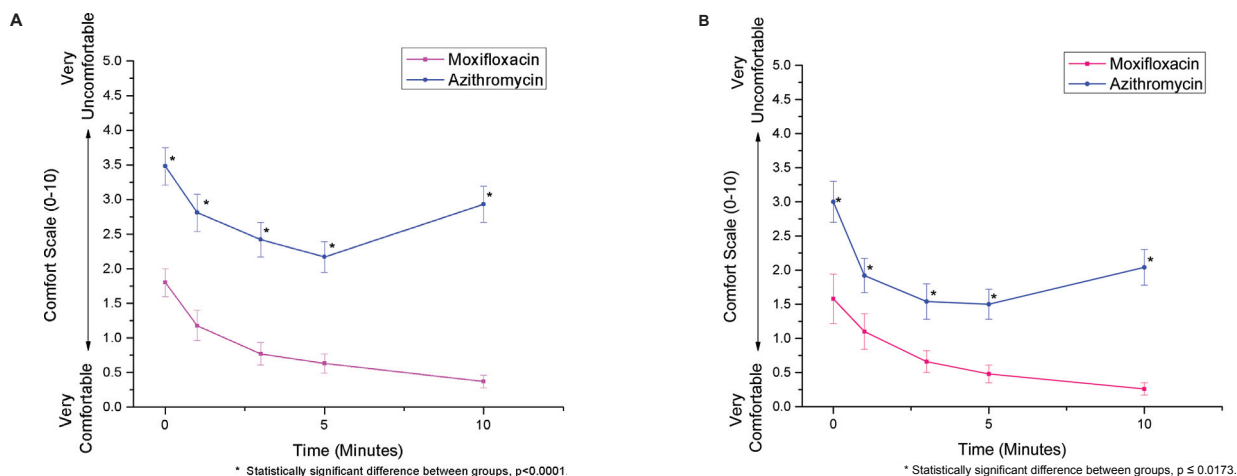 A
Very
Uncomfortable
Comfort Scale (0-10)
Very
Comfortable
5.0
4.5
4.0
3.5
3.0
2.5
2.0
1.5
1.0
0.5
0.0
Moxifloxacin
Azithromycin
*
*
*
*
*
0
5
10
Time (Minutes)
* Statistically significant difference between groups, p<0.0001.
B
Very
Uncomfortable
Comfort Scale (0-10)
Very
Comfortable
5.0
4.5
4.0
3.5
3.0
2.5
2.0
1.5
1.0
0.5
0.0
Moxifloxacin
Azithromycin
*
*
*
*
*
0
5
10
Time (Minutes)
* Statistically significant difference between groups, p ≤ 0.0173.